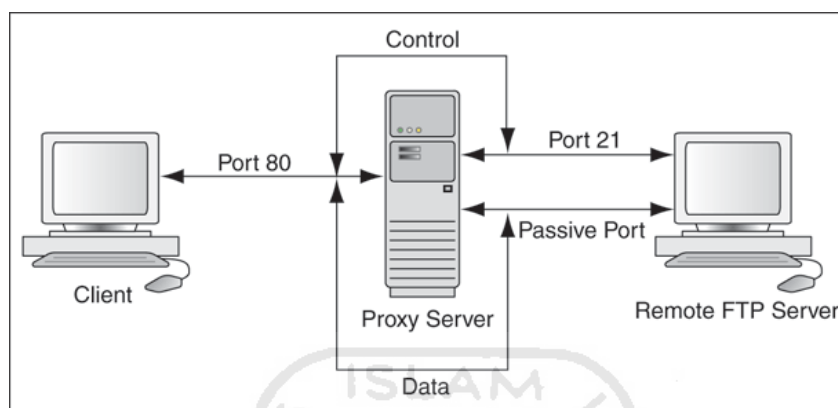 Control
Port 80
Port 21
Passive Port
Client
Proxy Server
Remote FTP Server
Data
ISLAM